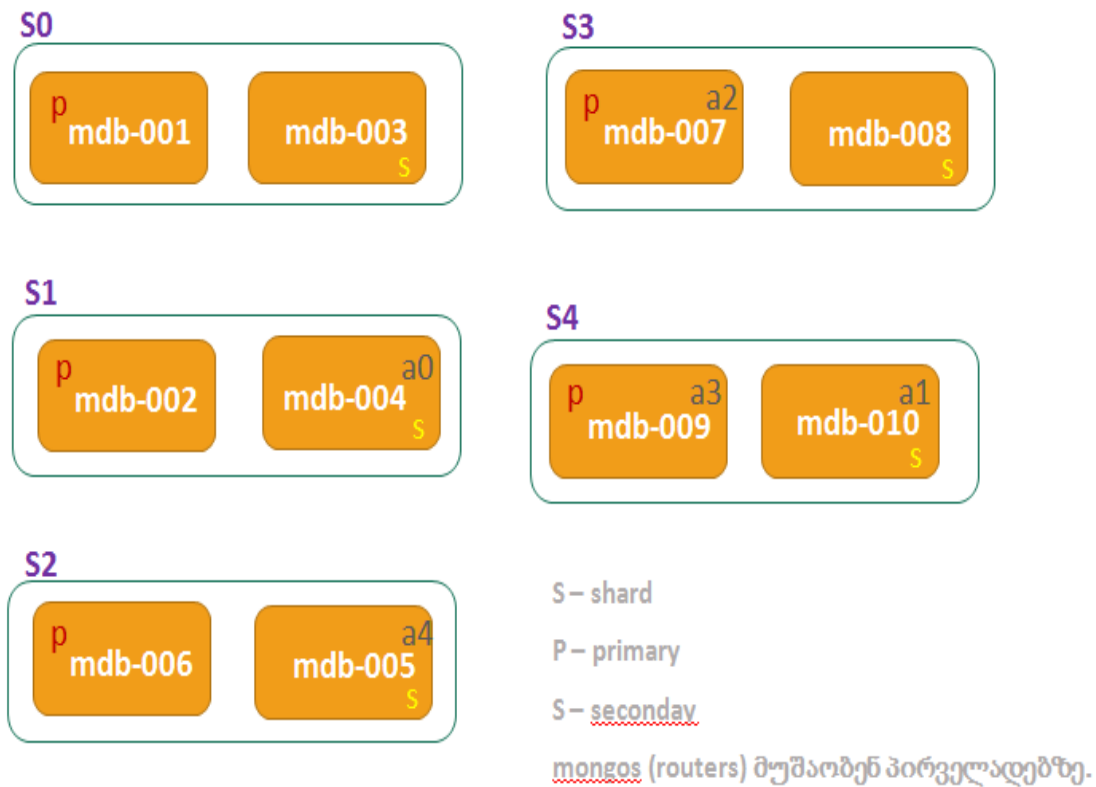 S0
p
mdb-001
mdb-003
s
S3
p
a2
mdb-007
mdb-008
s
S1
p
mdb-002
a0
mdb-004
s
S4
p
a3
mdb-009
a1
mdb-010
s
S2
p
mdb-006
a4
mdb-005
s
S – shard
P – primary
S – seconday
mongos (routers) მუშაობენ პირველადებზე.